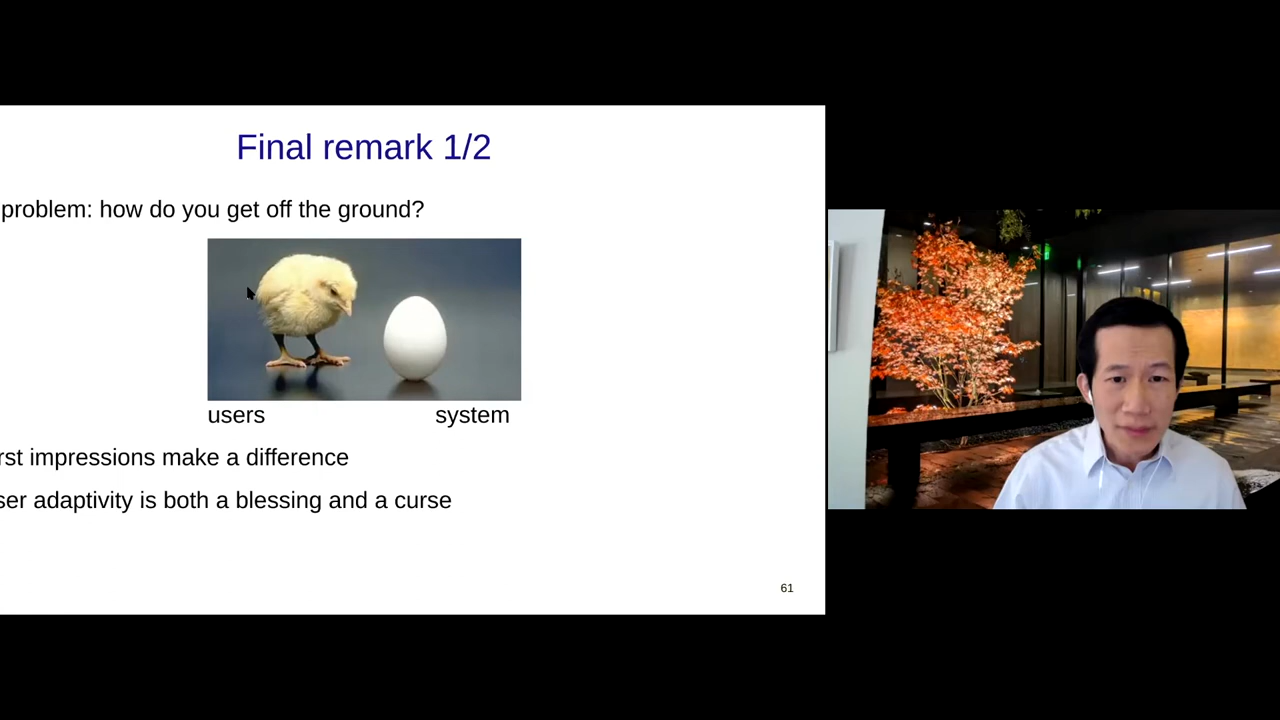 Final remark 1/2
problem: how do you get off the ground?
users system
rst impressions make a difference
ser adaptivity is both a blessing and a curse
61